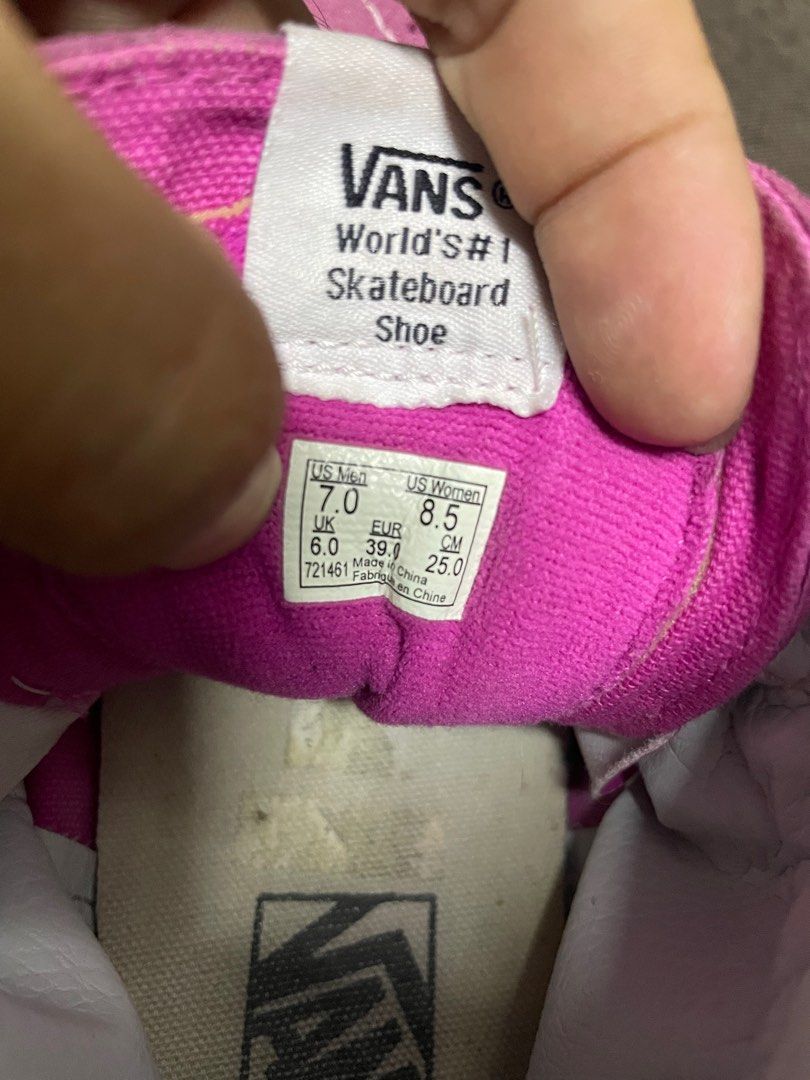 VANS®
World's#1
Skateboard
Shoe
US Men US Women
7.0 8.5
UK EUR CM
6.0 39.0 25.0
721461 Made in China
Fabriqué en Chine
VANS